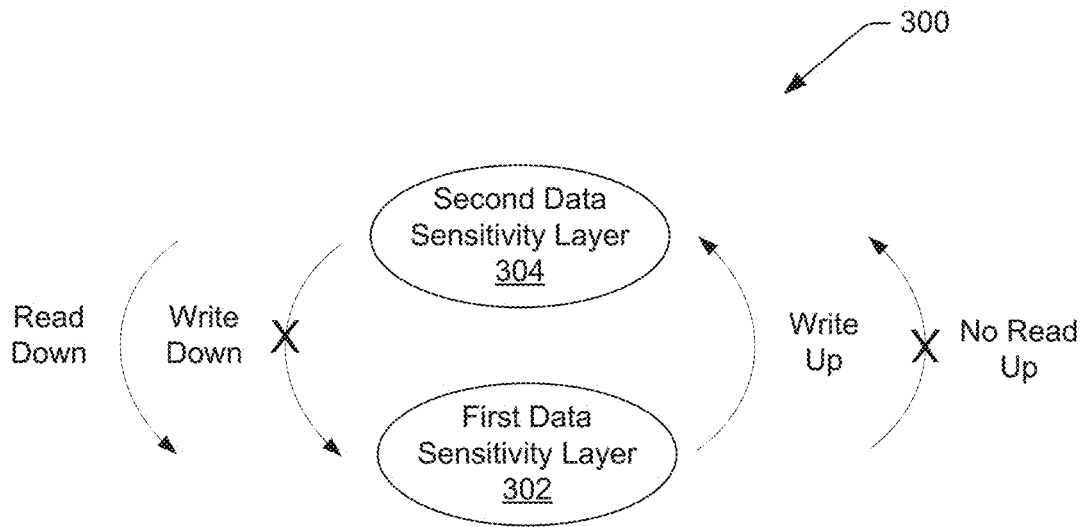 300
Second Data
Sensitivity Layer
304
Read
Down
Write
Down
X
Write
Up
X
No Read
Up
First Data
Sensitivity Layer
302